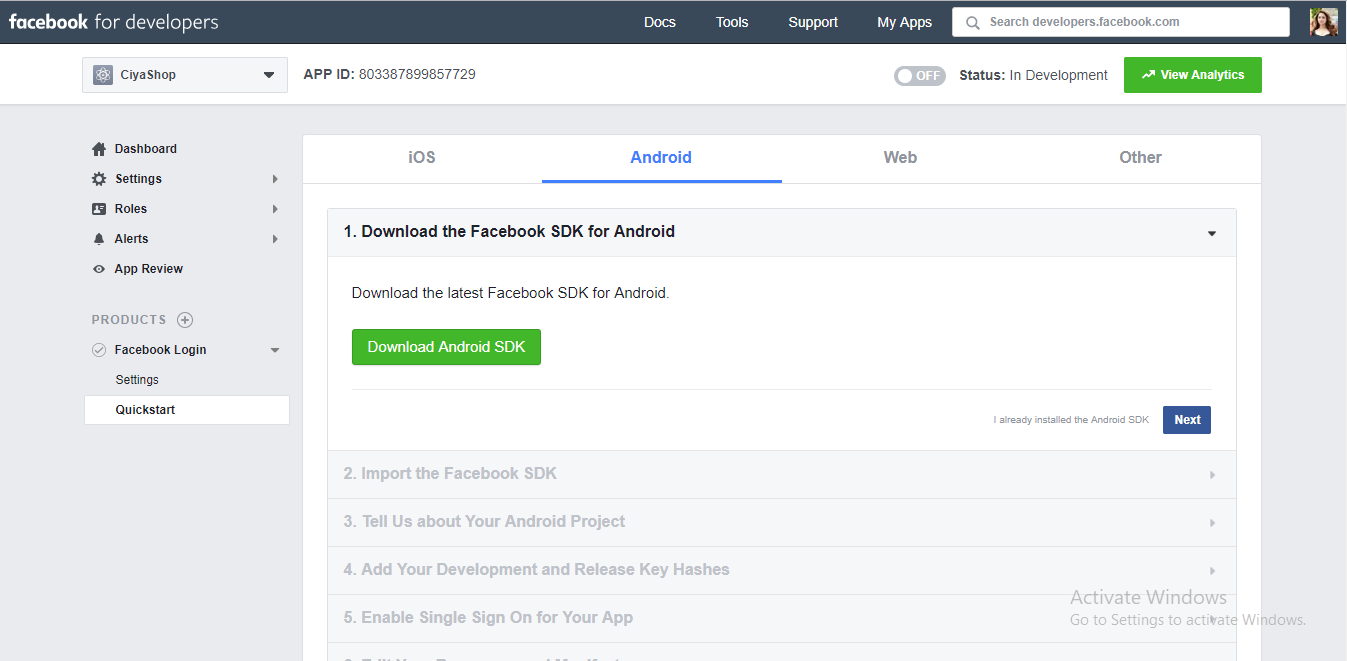 facebook for developers
Docs
Tools
Support
My Apps
Search developers.facebook.com
CiyaShop
APP ID: 803387899857729
OFF
Status: In Development
View Analytics
Dashboard
Settings
Roles
Alerts
App Review
PRODUCTS
Facebook Login
Settings
Quickstart
iOS
Android
Web
Other
1. Download the Facebook SDK for Android
Download the latest Facebook SDK for Android.
Download Android SDK
I already installed the Android SDK
Next
2. Import the Facebook SDK
3. Tell Us about Your Android Project
4. Add Your Development and Release Key Hashes
5. Enable Single Sign On for Your App
Activate Windows
Go to Settings to activate Windows.